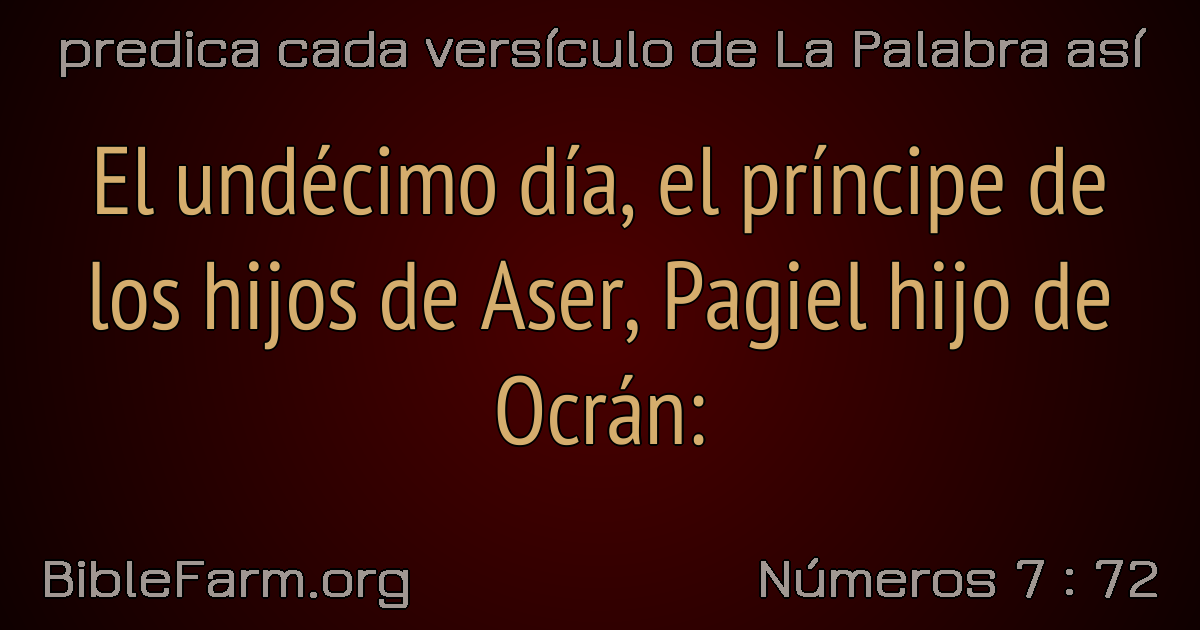 predica cada versículo de La Palabra así
El undécimo día, el príncipe de
los hijos de Aser, Pagiel hijo de
Ocrán:
BibleFarm.org
Números 7 : 72